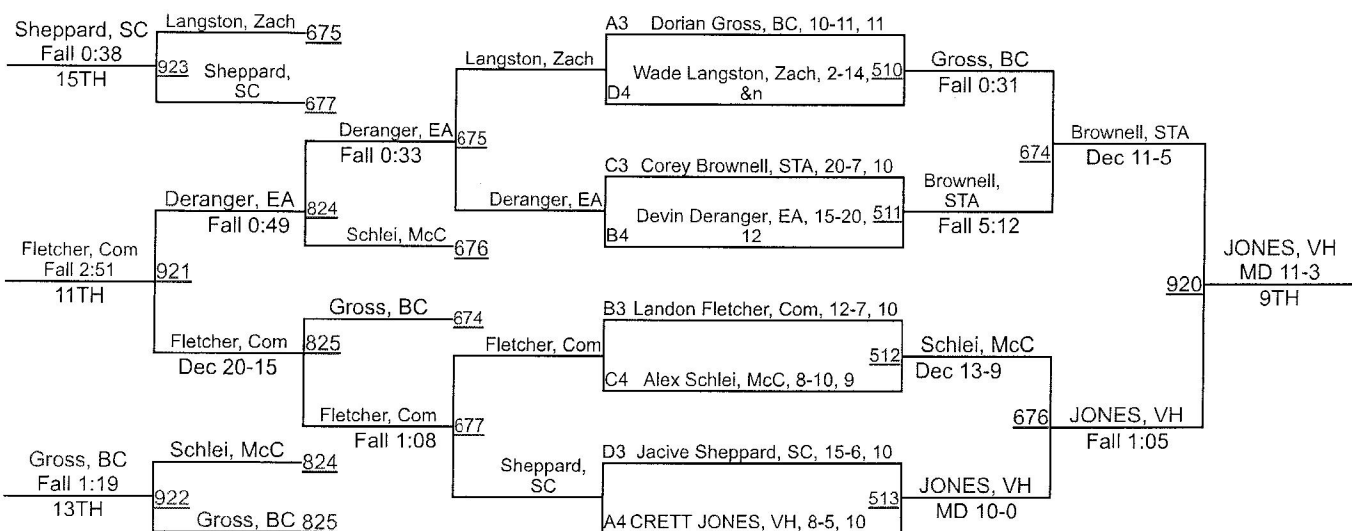 Sheppard, SC
Fall 0:38
15TH
Langston, Zach
675
923
Sheppard,
SC
677
Deranger, EA
Fall 0:33
675
Deranger, EA
Fall 0:49
824
Schlei, McC
676
Fletcher, Com
Fall 2:51
11TH
921
Fletcher, Com
Dec 20-15
825
Gross, BC
674
Fletcher, Com
Fall 1:08
677
Gross, BC
Fall 1:19
13TH
Schlei, McC
824
922
Gross, BC
825
Langston, Zach
Deranger, EA
Fletcher, Com
Sheppard,
SC
A3 Dorian Gross, BC, 10-11, 11
Wade Langston, Zach, 2-14,
D4 &n
510
C3 Corey Brownell, STA, 20-7, 10
Devin Deranger, EA, 15-20,
B4 12
511
B3 Landon Fletcher, Com, 12-7, 10
512
C4 Alex Schlei, McC, 8-10, 9
D3 Jacive Sheppard, SC, 15-6, 10
513
A4 CRETT JONES, VH, 8-5, 10
Gross, BC
Fall 0:31
674
Brownell,
STA
Fall 5:12
Schlei, McC
Dec 13-9
676
JONES, VH
MD 10-0
Brownell, STA
Dec 11-5
920
JONES, VH
Fall 1:05
JONES, VH
MD 11-3
9TH